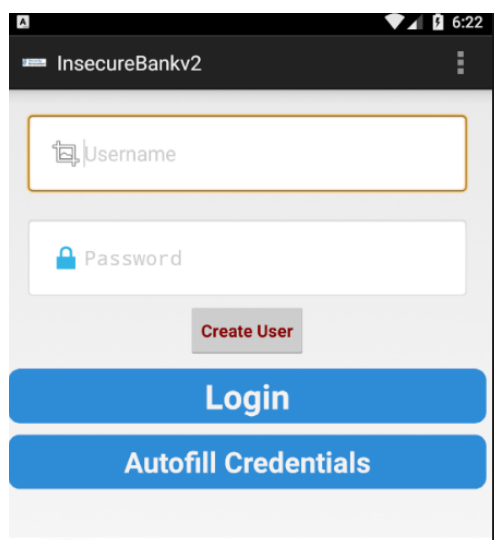 6:22
InsecureBankv2
Username
Password
Create User
Login
Autofill Credentials